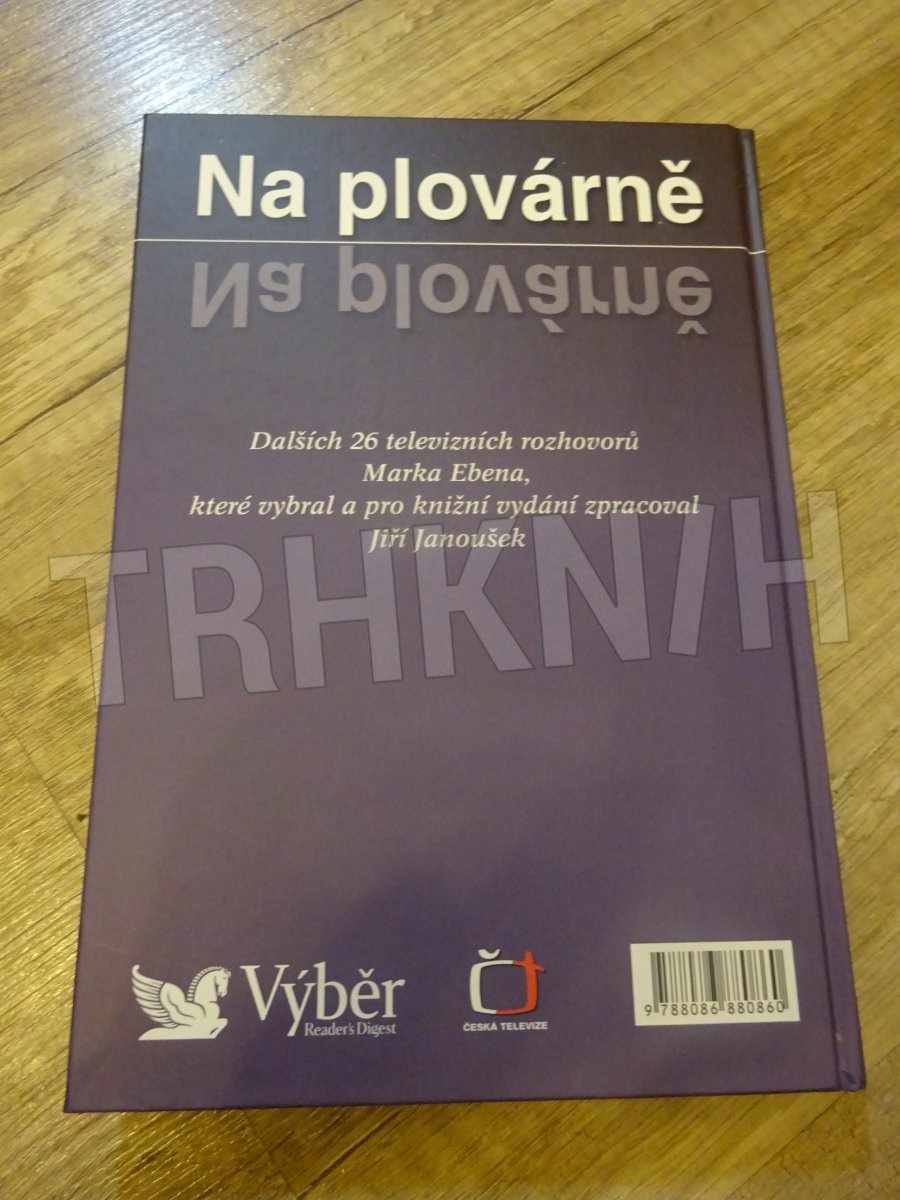 Na plovárně
Na plovárně
Dalších 26 televizních rozhovorů
Marka Ebena,
které vybral a pro knižní vydání zpracoval
Jiří Janoušek
TRHKNIH
Výběr
Reader's Digest
ČT
ČESKÁ TELEVIZE
9 788086 880860